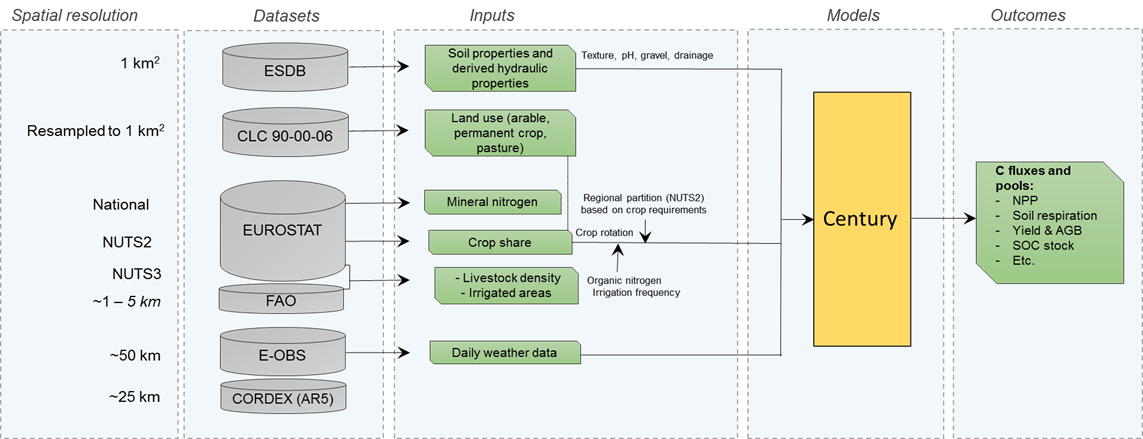 Spatial resolution
Datasets
Inputs
Models
Outcomes
1 km2
Resampled to 1 km2
National
NUTS2
NUTS3
~1 – 5 km
~50 km
~25 km
ESDB
CLC 90-00-06
EUROSTAT
FAO
E-OBS
CORDEX (AR5)
Soil properties and
derived hydraulic
properties
Texture, pH, gravel, drainage
Land use (arable,
permanent crop,
pasture)
Mineral nitrogen
Regional partition (NUTS2)
based on crop requirements
Crop share
Crop rotation
- Livestock density
- Irrigated areas
Organic nitrogen
Irrigation frequency
Daily weather data
Century
C fluxes and
pools:
- NPP
- Soil respiration
- Yield & AGB
- SOC stock
- Etc.